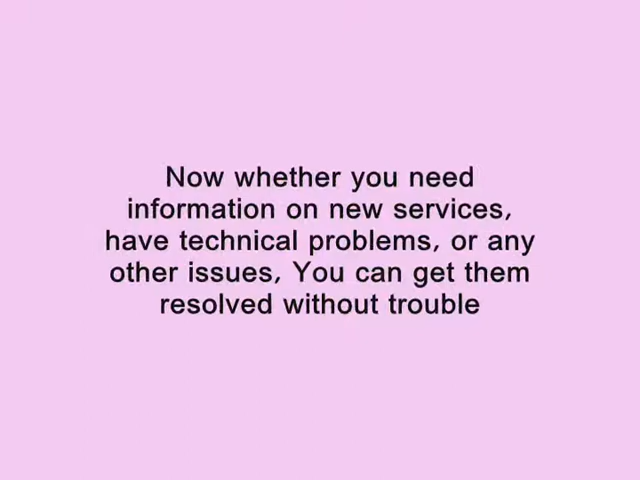 Now whether you need
information on new services,
have technical problems, or any
other issues, You can get them
resolved without trouble